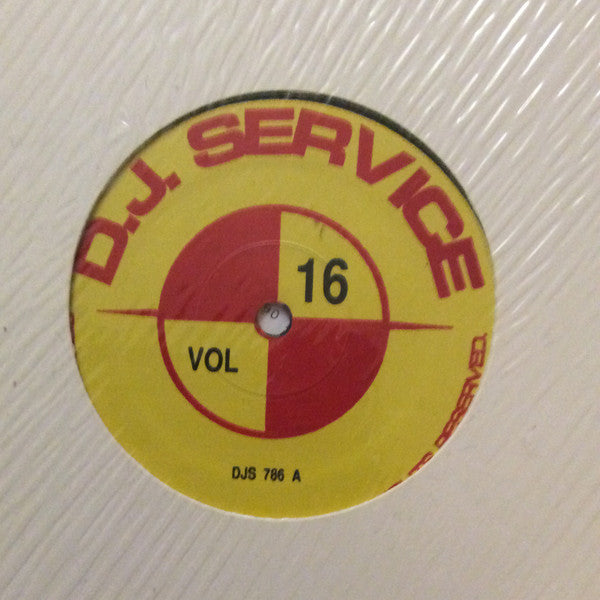 D.J. SERVICE
16
VOL
DJS 786 A